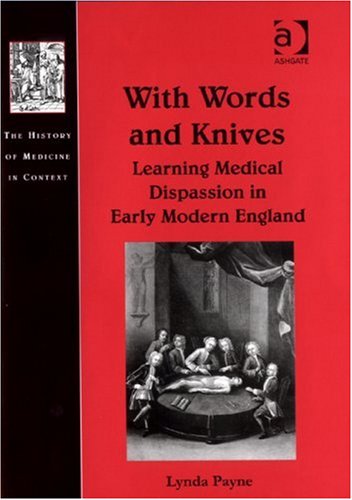 a
ASHGATE
With Words
and Knives
Learning Medical
Dispassion in
Early Modern England
THE HISTORY
OF MEDICINE
IN CONTEXT
Lynda Payne